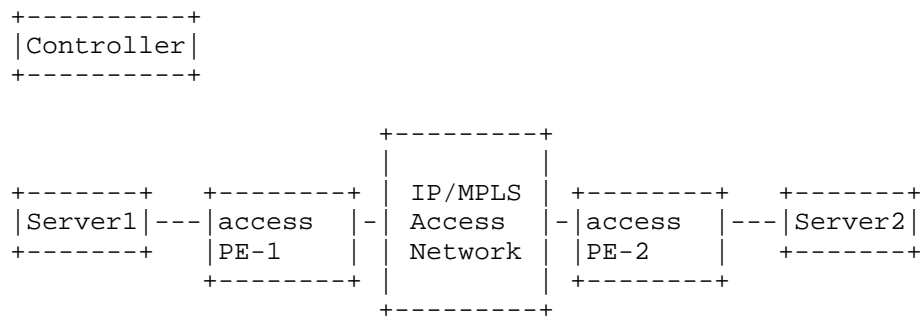 Controller
IP/MPLS
Server1 access Access access Server2
PE-1 Network PE-2